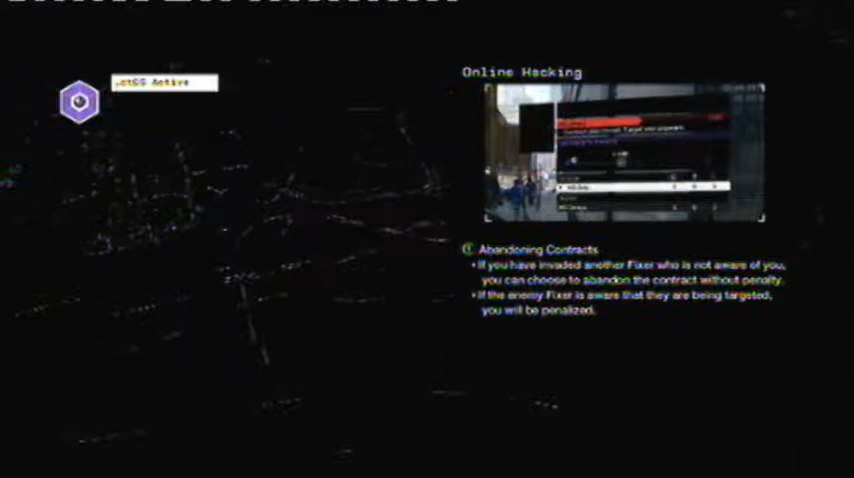 ctOS Active
Online Hacking
Abandoning Contracts
• If you have invaded another Fixer who is not aware of you,
you can choose to abandon the contract without penalty.
• If the enemy Fixer is aware that they are being targeted,
you will be penalized.